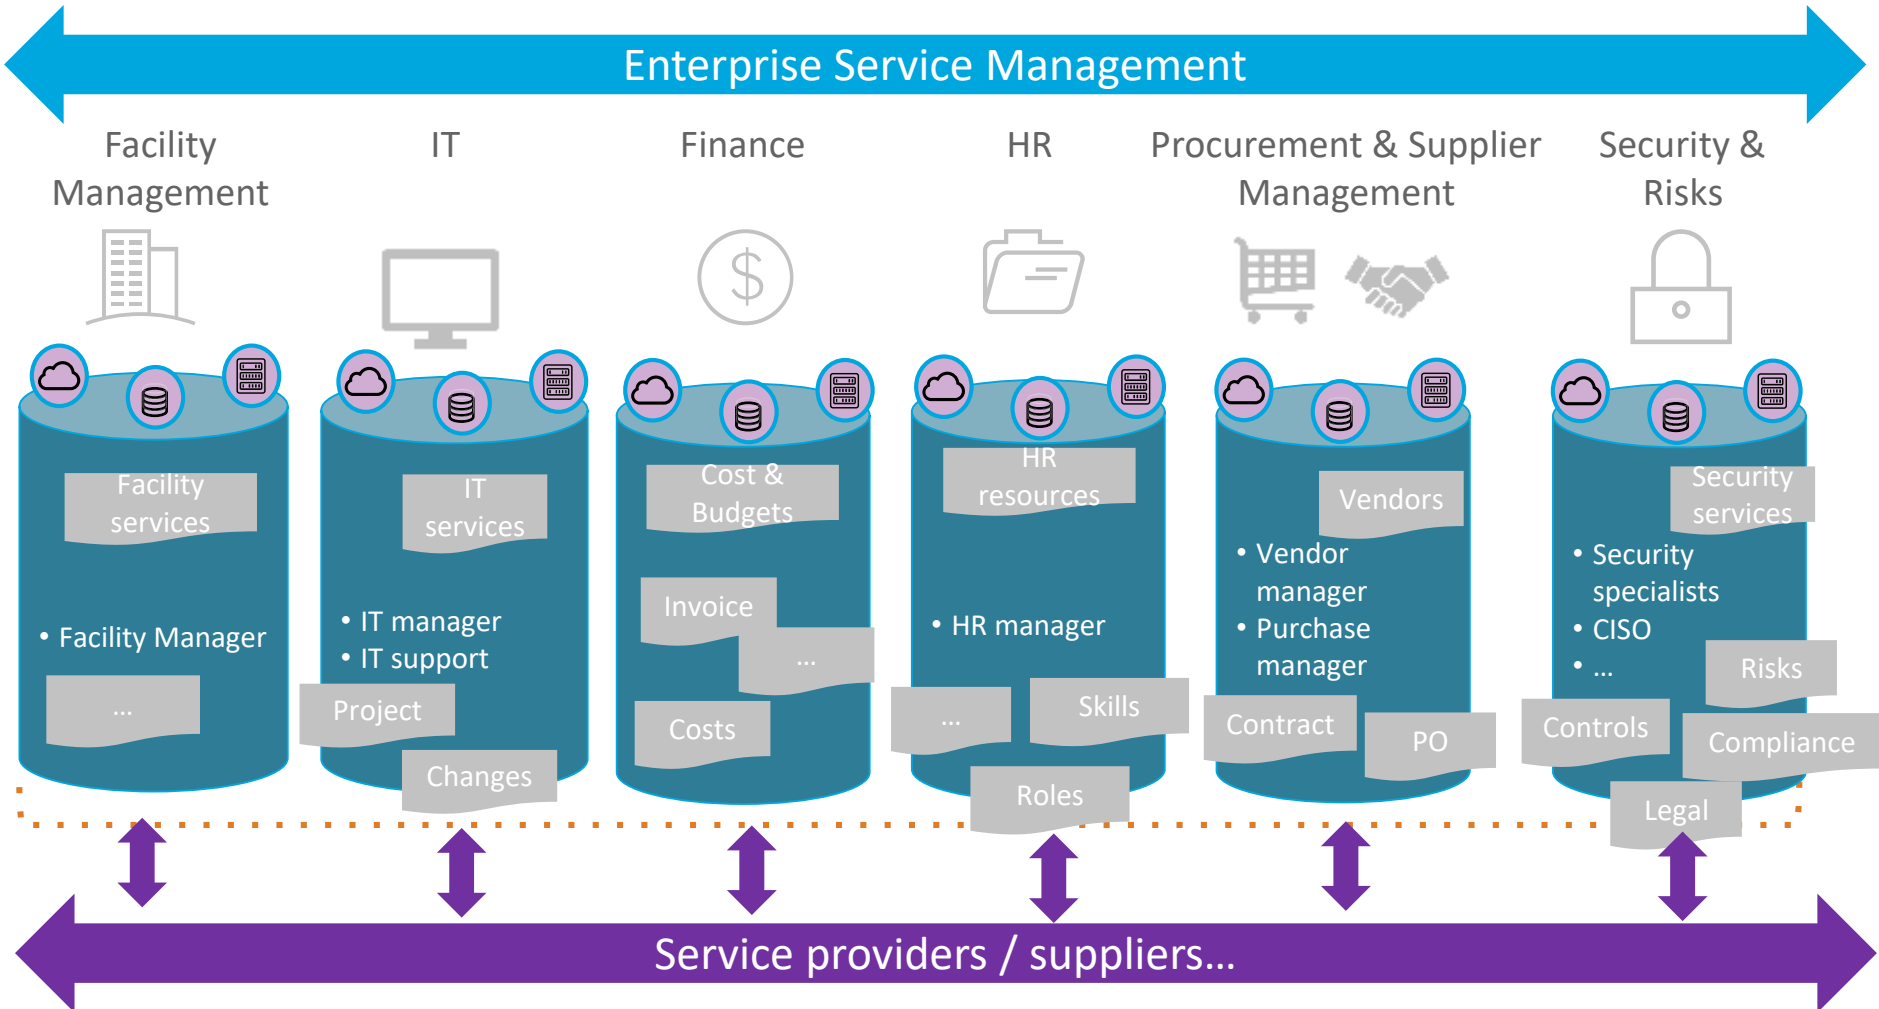 Enterprise Service Management
Facility
Management
IT
Finance
HR
Procurement & Supplier
Management
Security &
Risks
Facility
services
• Facility Manager
...
IT
services
• IT manager
• IT support
Project
Changes
Cost &
Budgets
Invoice
...
Costs
HR
resources
• HR manager
...
Skills
Roles
Vendors
• Vendor
manager
• Purchase
manager
Contract
PO
Security
services
• Security
specialists
• CISO
• ...
Risks
Controls
Compliance
Legal
Service providers / suppliers...